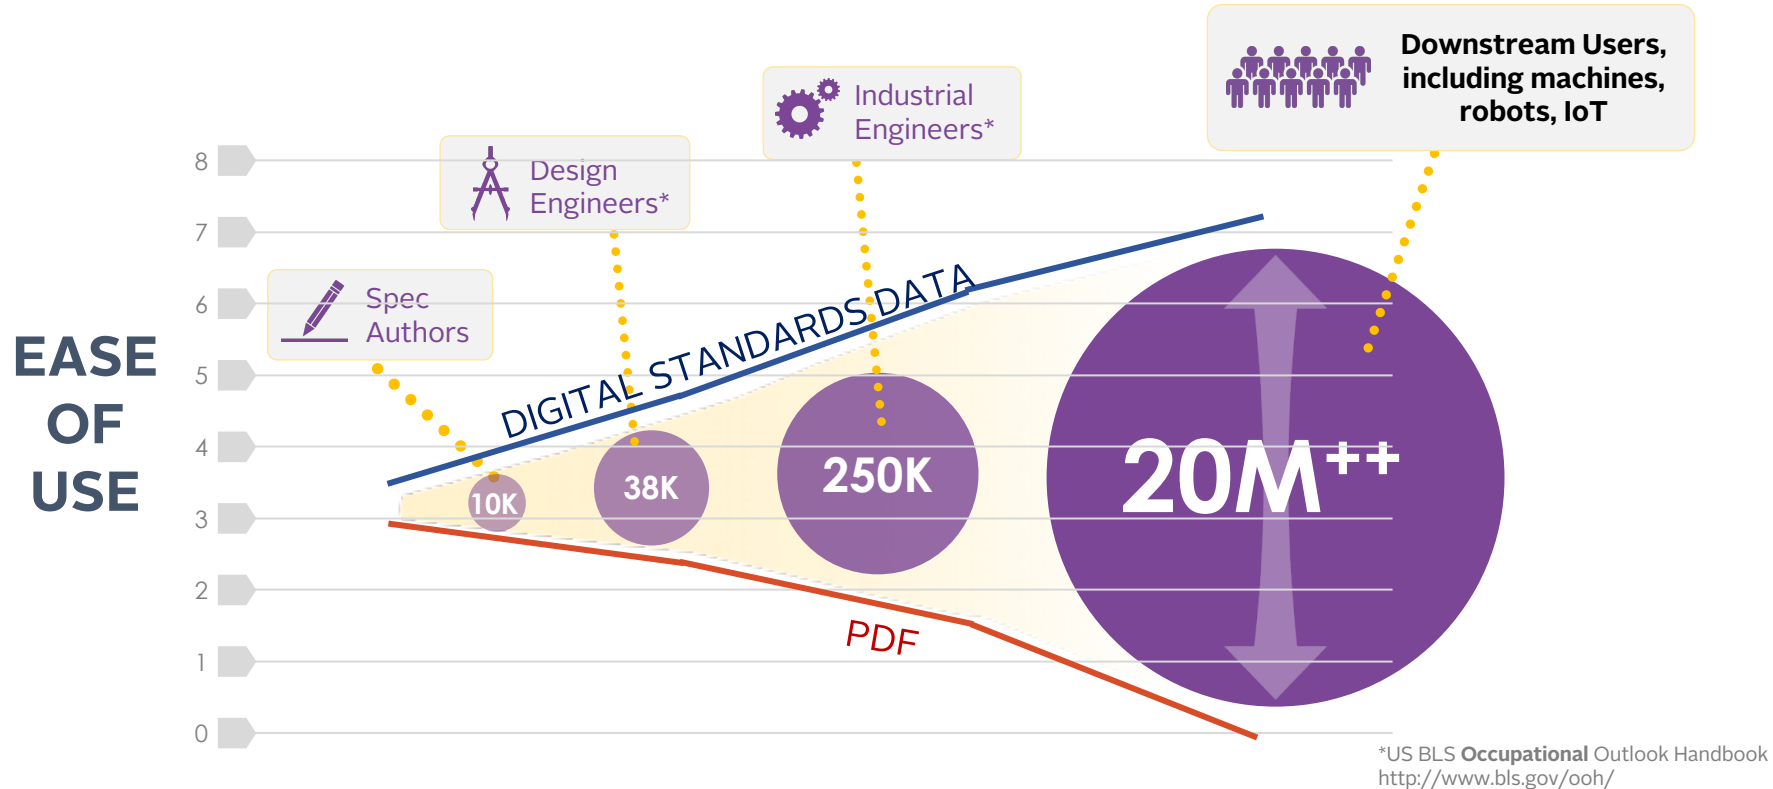 Downstream Users,
including machines,
robots, IoT
Industrial
Engineers*
Design
Engineers*
Spec
Authors
EASE
OF
USE
8
7
6
5
4
3
2
1
0
DIGITAL STANDARDS DATA
10K
38K
250K
20M++
PDF
*US BLS Occupational Outlook Handbook
http://www.bls.gov/ooh/